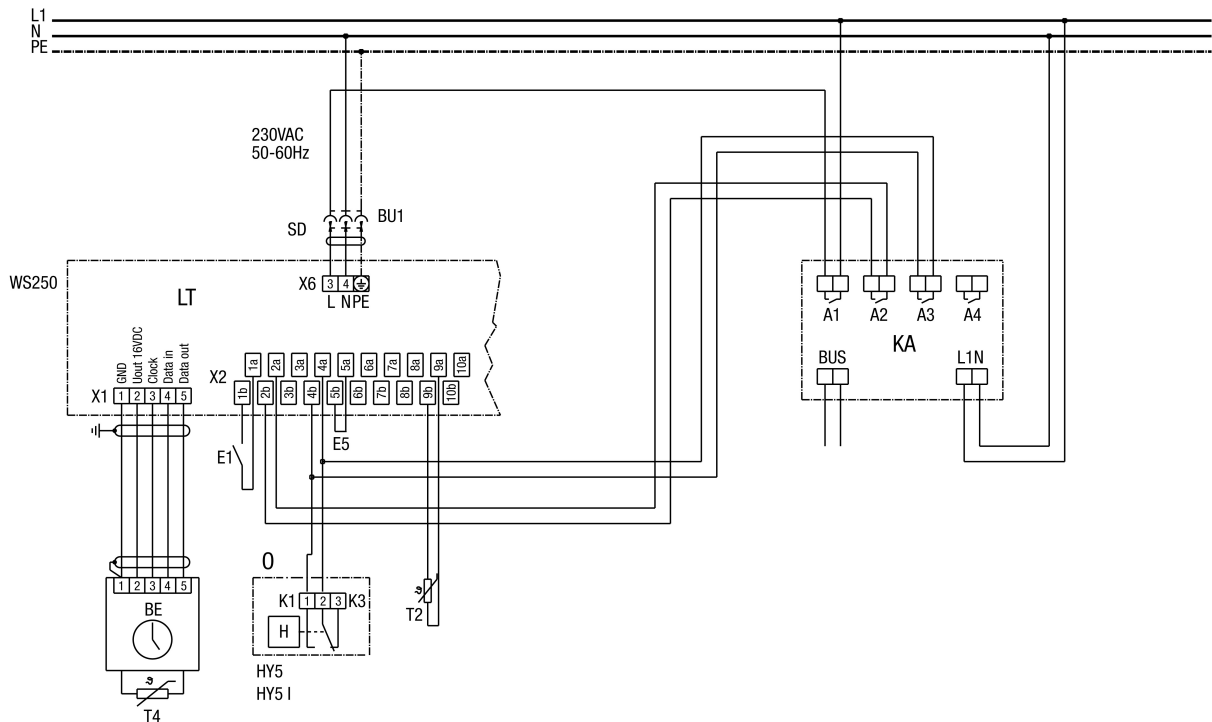 L1
N
PE
230VAC
50-60Hz
SD
BU1
WS250
LT
X6
3 4
L N PE
A1 A2 A3 A4
KA
BUS
L1N
GND
Uout 16VDC
Clock
Data in
Data out
X1
1 2 3 4 5
X2
1a 2a 3a 4a 5a 6a 7a 8a 9a 10a
1b 2b 3b 4b 5b 6b 7b 8b 9b 10b
E1
E5
O
1 2 3 4 5
BE
K1 1 2 3 K3
H
ϑ
T2
HY5
HY5 I
ϑ
T4